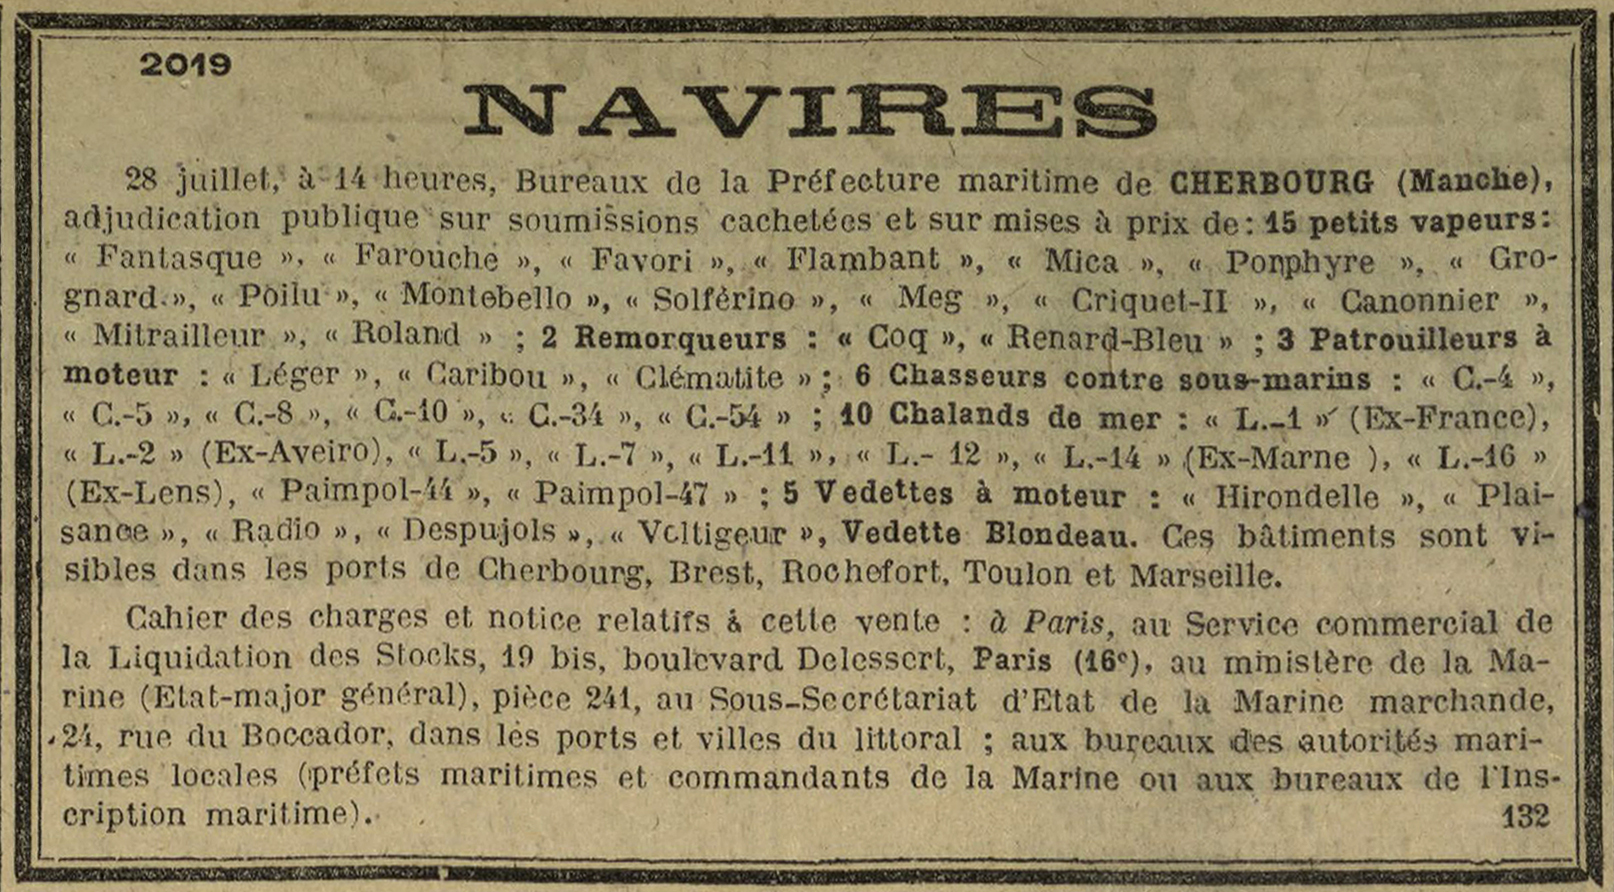 2019
NAVIRES
28 juillet, à 14 heures, Bureaux de la Préfecture maritime de CHERBOURG (Manche),
adjudication publique sur soumissions cachetées et sur mises à prix de : 15 petits vapeurs :
« Fantasque », « Farouche », « Favori », « Flambant », « Mica », « Ponphyre », « Gro-
gnard », « Poilu », « Montebello », « Solférino », « Meg », « Criquet-II », « Canonnier »,
« Mitrailleur », « Roland » ; 2 Remorqueurs : « Coq », « Renard-Bleu » ; 3 Patrouilleurs à
moteur : « Léger », « Caribou », « Clématite » ; 6 Chasseurs contre sous-marins : « C.-4 »,
« C.-5 », « C.-8 », « C.-10 », « C.-34 », « C.-54 » ; 10 Chalands de mer : « L.-1 » (Ex-France),
« L.-2 » (Ex-Aveiro), « L.-5 », « L.-7 », « L.-11 », « L.- 12 », « L.-14 » (Ex-Marne ), « L.-16 »
(Ex-Lens), « Paimpol-44 », « Paimpol-47 » ; 5 Vedettes à moteur : « Hirondelle », « Plai-
sance », « Radio », « Despujols », « Voltigeur », Vedette Blondeau. Ces bâtiments sont vi-
sibles dans les ports de Cherbourg, Brest, Rochefort, Toulon et Marseille.
Cahier des charges et notice relatifs à cette vente : à Paris, au Service commercial de
la Liquidation des Stocks, 19 bis, boulevard Delessert, Paris (16e), au ministère de la Ma-
rine (Etat-major général), pièce 241, au Sous-Secrétariat d'Etat de la Marine marchande,
24, rue du Boccador, dans les ports et villes du littoral ; aux bureaux des autorités mari-
times locales (préfets maritimes et commandants de la Marine ou aux bureaux de l'Ins-
cription maritime).
132